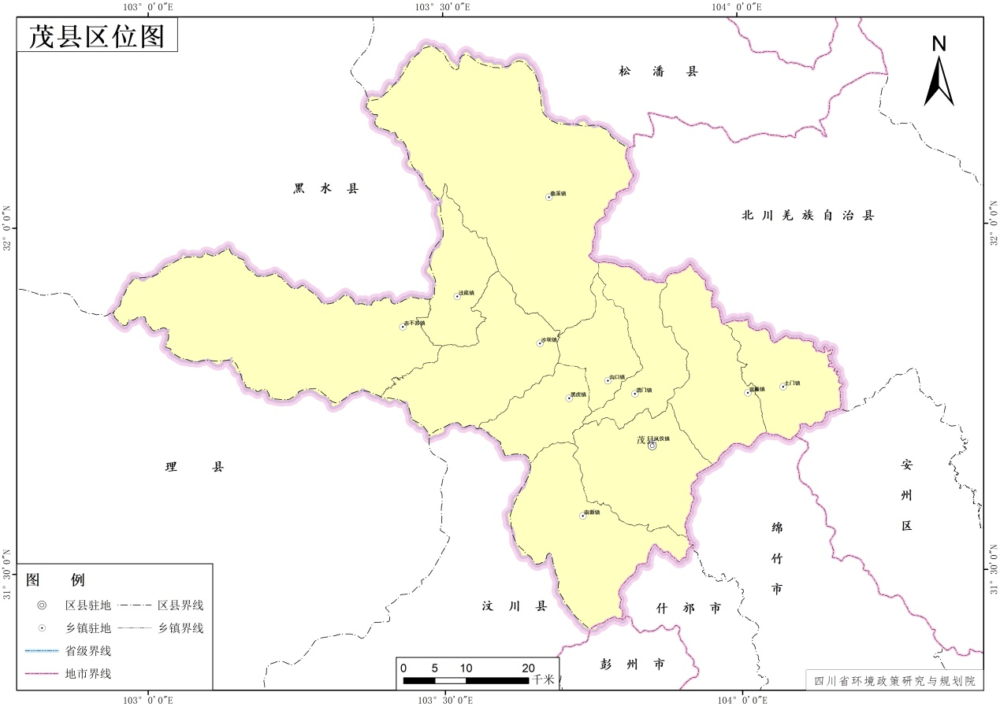 103° 0′0″E
103° 30′0″E
104° 0′0″E
茂县区位图
N
松潘县
黑水县
叠溪镇
北川羌族自治县
32° 0′0″N
32° 0′0″N
洼底镇
赤不苏镇
沙坝镇
沟口镇
黑虎镇
渭门镇
富顺镇
土门镇
茂县
凤仪镇
理县
安州区
南新镇
绵竹市
31° 30′0″N
31° 30′0″N
图例
区县驻地
区县界线
乡镇驻地
乡镇界线
省级界线
地市界线
汶川县
什邡市
彭州市
0 5 10 20
千米
四川省环境政策研究与规划院
103° 0′0″E
103° 30′0″E
104° 0′0″E